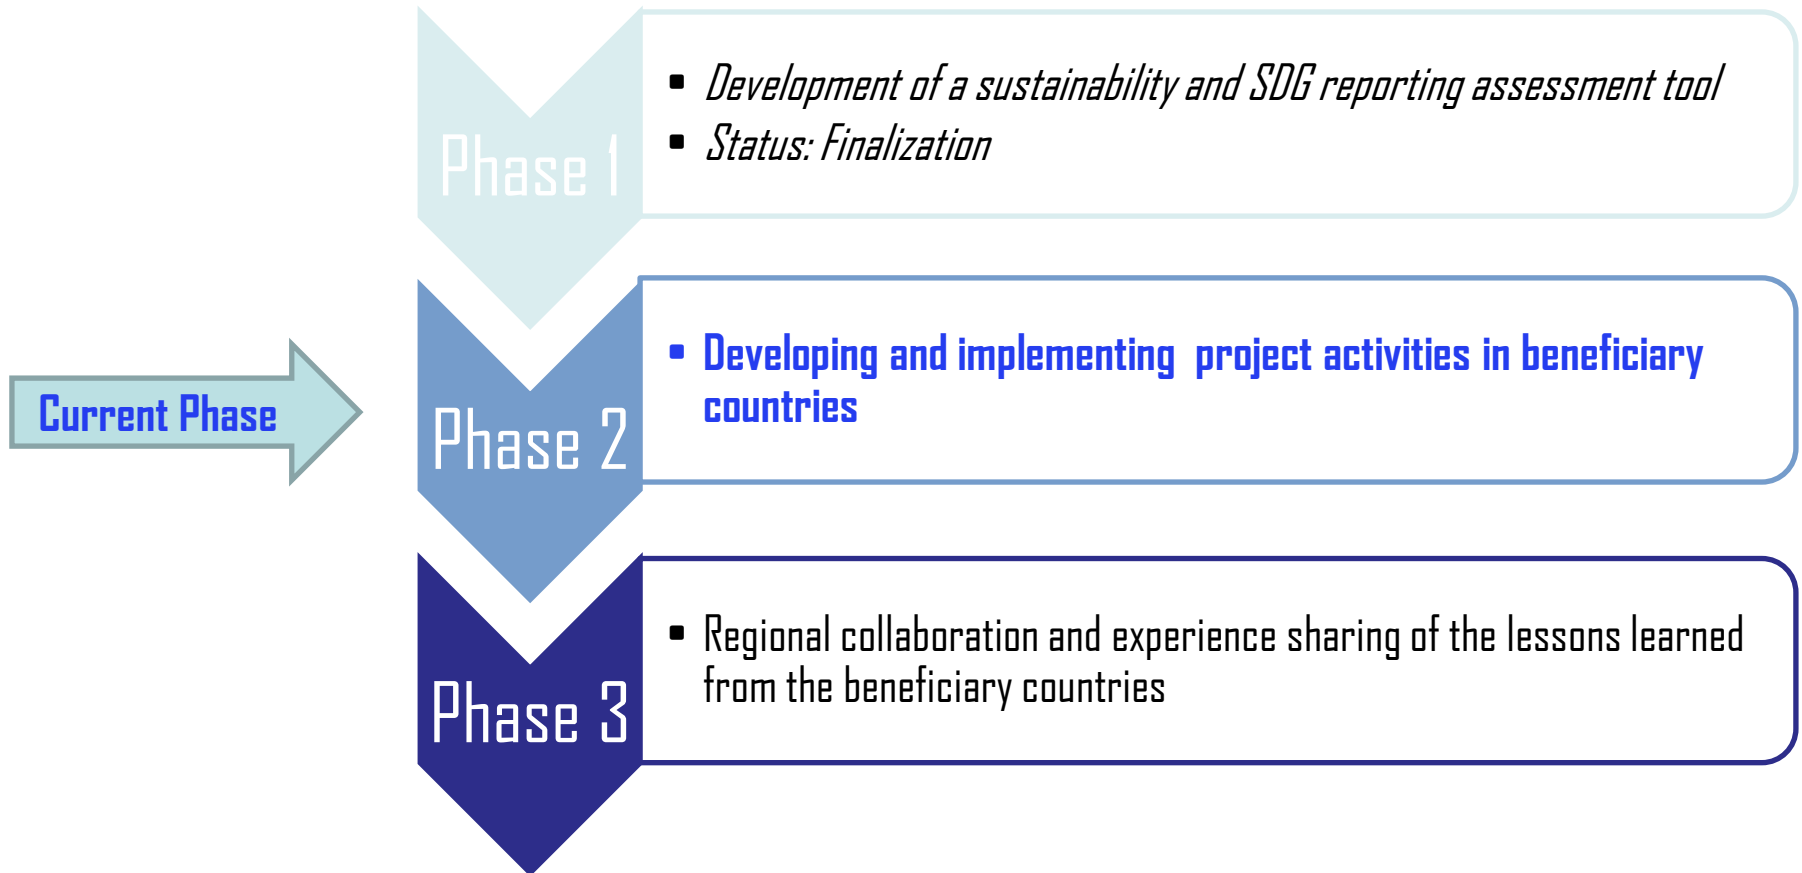 Phase 1
▪ Development of a sustainability and SDG reporting assessment tool
▪ Status: Finalization
Current Phase
Phase 2
▪ Developing and implementing  project activities in beneficiary
countries
Phase 3
▪ Regional collaboration and experience sharing of the lessons learned
from the beneficiary countries